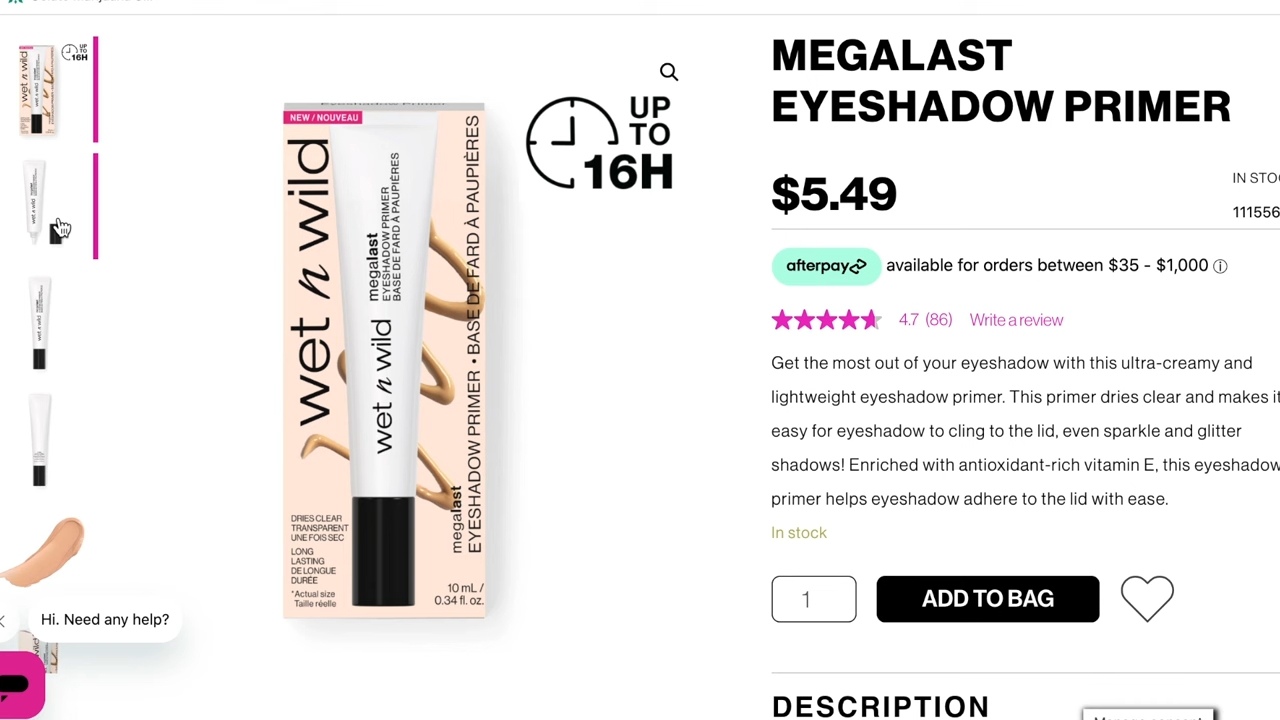 UP
TO
16H
NEW / NOUVEAU
wet n wild
megalast
EYESHADOW PRIMER
BASE DE FARD À PAUPIÈRES
wet n wild
megalast
EYESHADOW PRIMER • BASE DE FARD À PAUPIÈRES
DRIES CLEAR
TRANSPARENT
UNE FOIS SEC
LONG
LASTING
DE LONGUE
DURÉE
*Actual size
Taille réelle
10 mL /
0.34 fl. oz.
UP
TO
16H
MEGALAST
EYESHADOW PRIMER
$5.49
IN STO
111556
afterpay available for orders between $35 - $1,000
4.7 (86) Write a review
Get the most out of your eyeshadow with this ultra-creamy and
lightweight eyeshadow primer. This primer dries clear and makes it
easy for eyeshadow to cling to the lid, even sparkle and glitter
shadows! Enriched with antioxidant-rich vitamin E, this eyeshadow
primer helps eyeshadow adhere to the lid with ease.
In stock
1
ADD TO BAG
Hi. Need any help?
DESCRIPTION